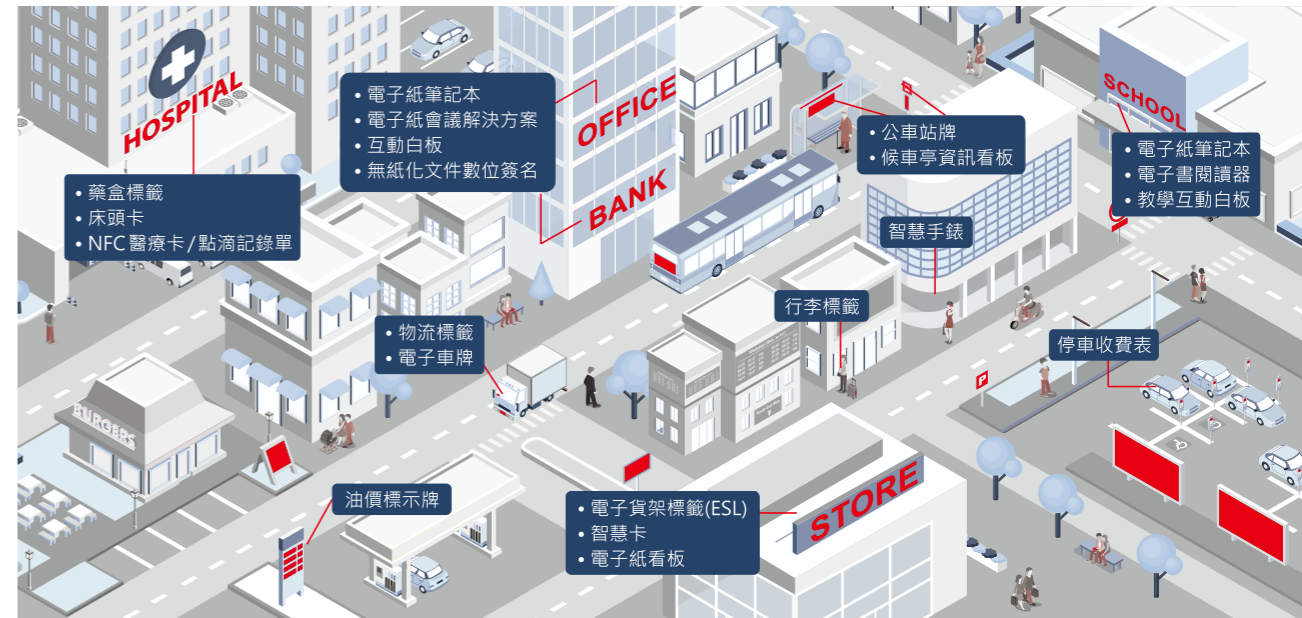 HOSPITAL
• 藥盒標籤
• 床頭卡
• NFC醫療卡/點滴記錄單
• 電子紙筆記本
• 電子紙會議解決方案
• 互動白板
• 無紙化文件數位簽名
OFFICE
BANK
• 公車站牌
• 候車亭資訊看板
SCHOOL
• 電子紙筆記本
• 電子書閱讀器
• 教學互動白板
智慧手錶
行李標籤
• 物流標籤
• 電子車牌
停車收費表
P
BURGERS
油價標示牌
• 電子貨架標籤(ESL)
• 智慧卡
• 電子紙看板
STORE